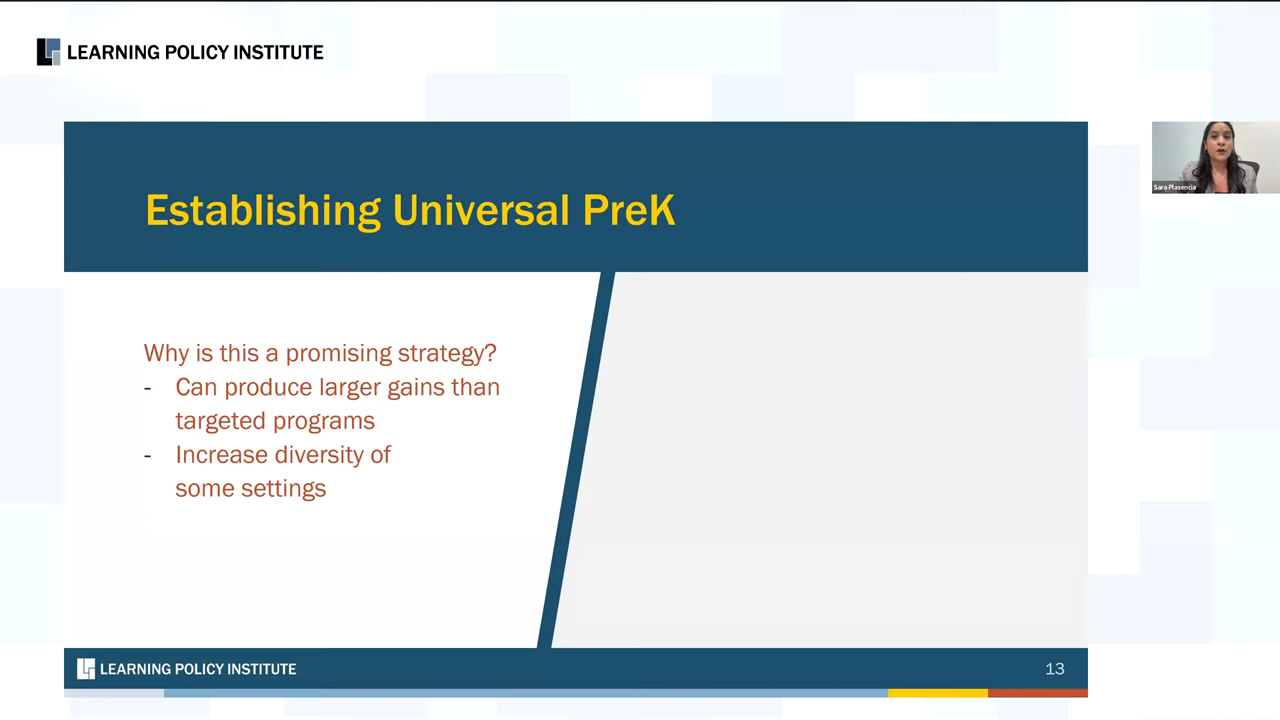 LEARNING POLICY INSTITUTE
Establishing Universal PreK
Sara Plasencia
Why is this a promising strategy?
- Can produce larger gains than
targeted programs
- Increase diversity of
some settings
LEARNING POLICY INSTITUTE
13